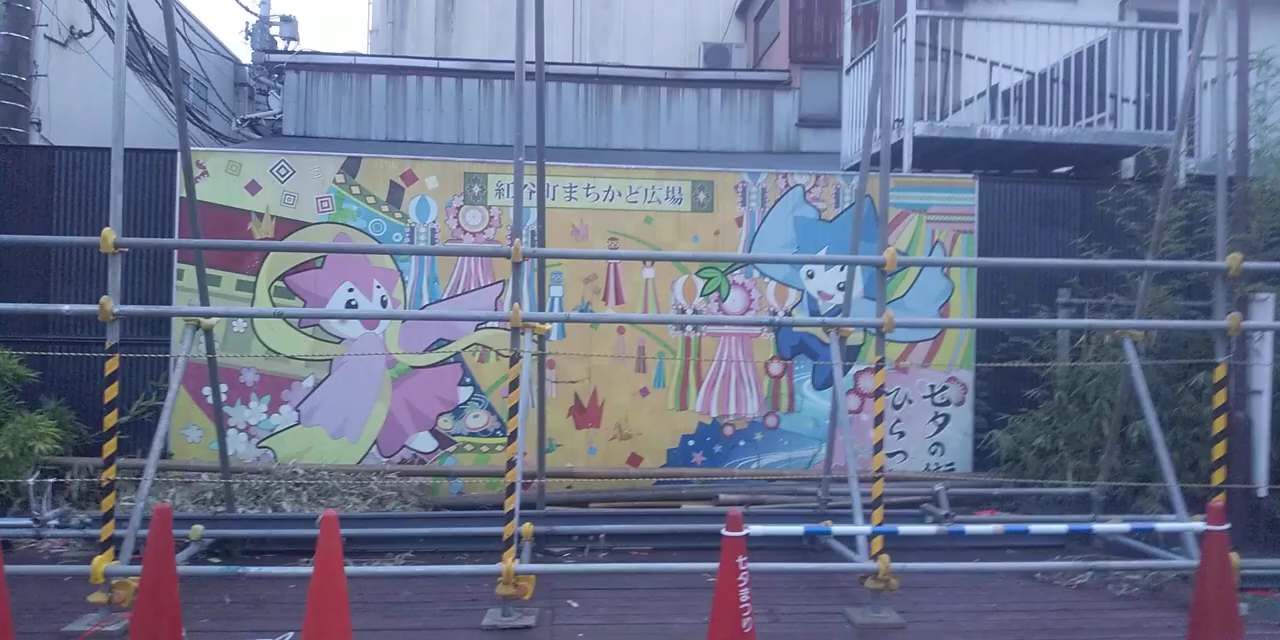 紅谷町まちかど広場
七夕の街
ひらつ
七夕まつり